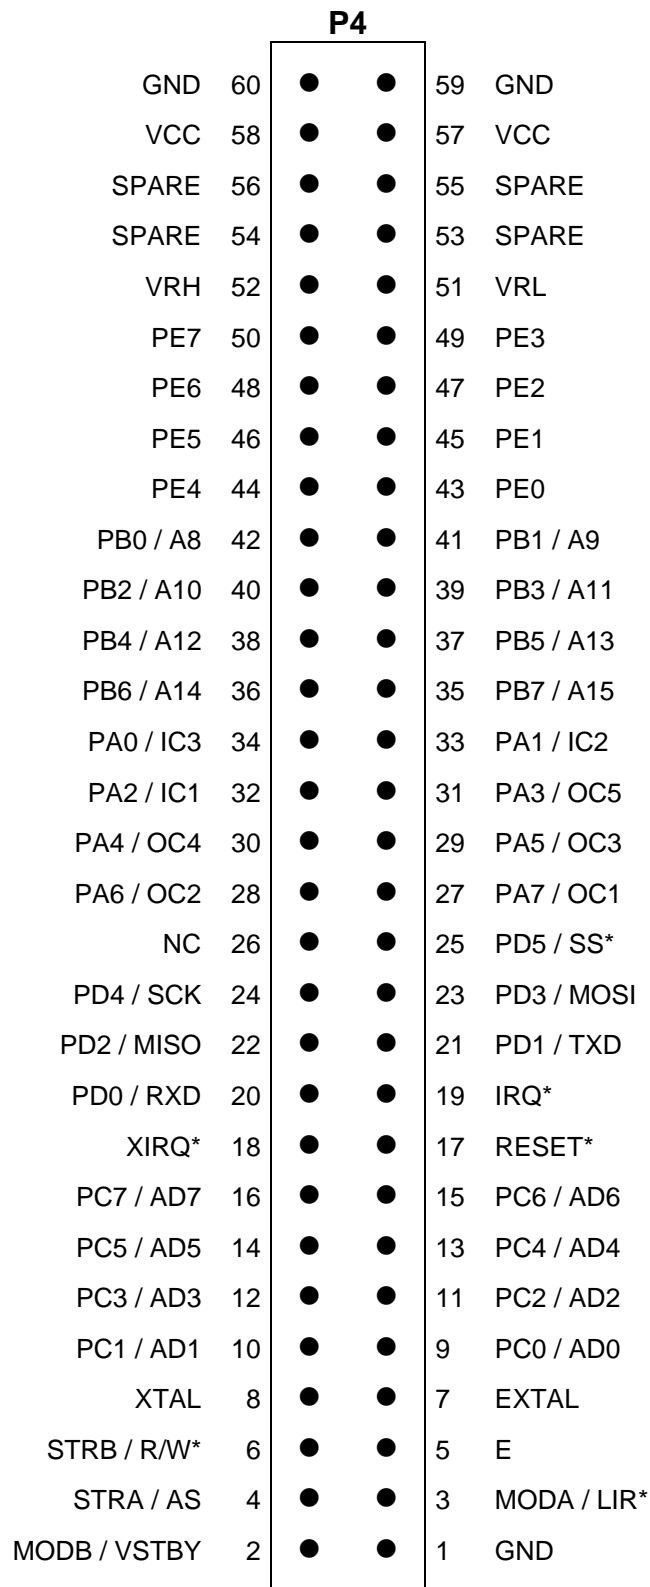 P4
GND 60 59 GND
VCC 58 57 VCC
SPARE 56 55 SPARE
SPARE 54 53 SPARE
VRH 52 51 VRL
PE7 50 49 PE3
PE6 48 47 PE2
PE5 46 45 PE1
PE4 44 43 PE0
PB0 / A8 42 41 PB1 / A9
PB2 / A10 40 39 PB3 / A11
PB4 / A12 38 37 PB5 / A13
PB6 / A14 36 35 PB7 / A15
PA0 / IC3 34 33 PA1 / IC2
PA2 / IC1 32 31 PA3 / OC5
PA4 / OC4 30 29 PA5 / OC3
PA6 / OC2 28 27 PA7 / OC1
NC 26 25 PD5 / SS*
PD4 / SCK 24 23 PD3 / MOSI
PD2 / MISO 22 21 PD1 / TXD
PD0 / RXD 20 19 IRQ*
XIRQ* 18 17 RESET*
PC7 / AD7 16 15 PC6 / AD6
PC5 / AD5 14 13 PC4 / AD4
PC3 / AD3 12 11 PC2 / AD2
PC1 / AD1 10 9 PC0 / AD0
XTAL 8 7 EXTAL
STRB / R/W* 6 5 E
STRA / AS 4 3 MODA / LIR*
MODB / VSTBY 2 1 GND